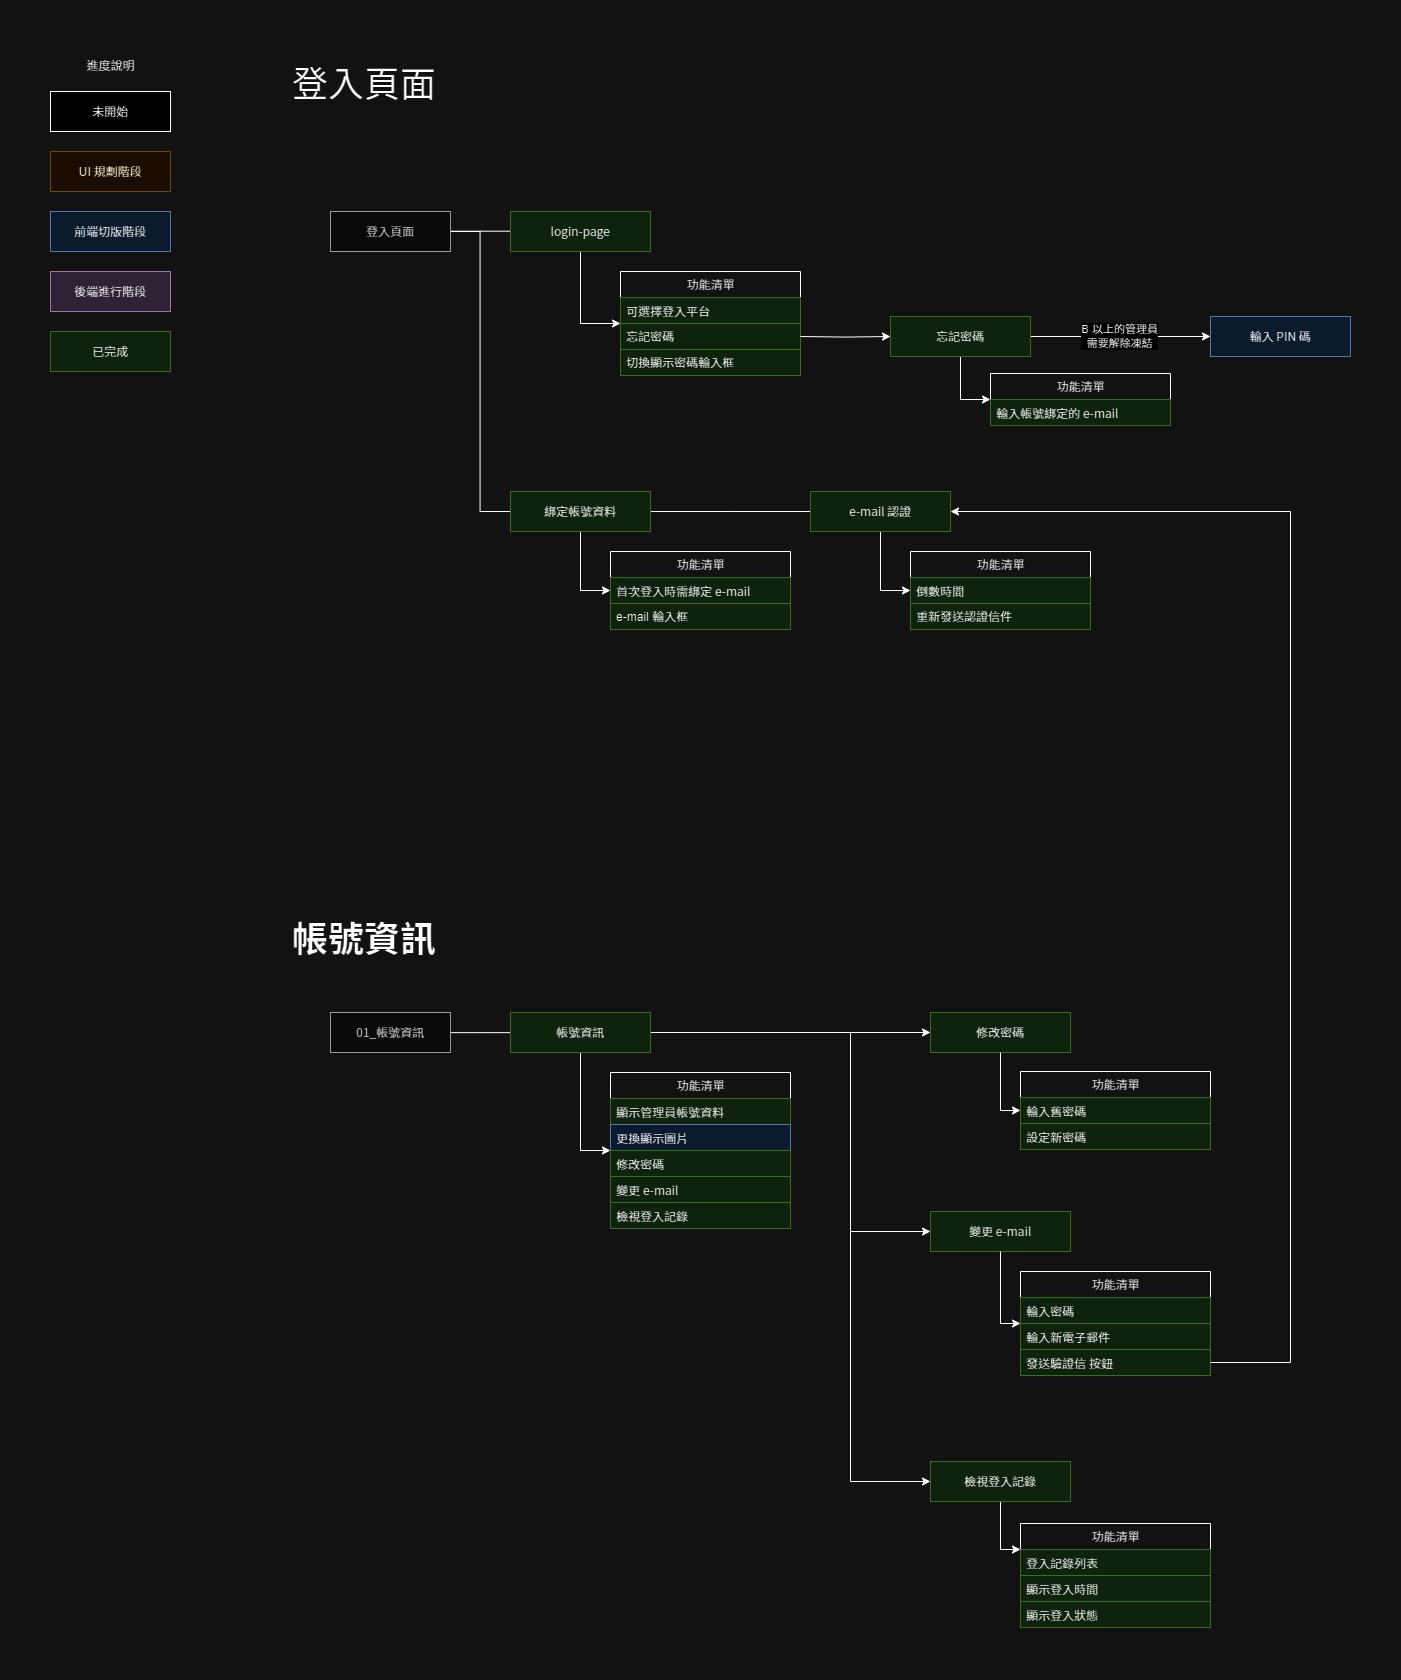 進度說明
未開始
UI 規劃階段
前端切版階段
後端進行階段
已完成
登入頁面
登入頁面
login-page
功能清單
可選擇登入平台
忘記密碼
切換顯示密碼輸入框
忘記密碼
B 以上的管理員
需要解除凍結
輸入 PIN 碼
功能清單
輸入帳號綁定的 e-mail
綁定帳號資料
e-mail 認證
功能清單
首次登入時需綁定 e-mail
e-mail 輸入框
功能清單
倒數時間
重新發送認證信件
帳號資訊
01_帳號資訊
帳號資訊
修改密碼
功能清單
顯示管理員帳號資料
更換顯示圖片
修改密碼
變更 e-mail
檢視登入記錄
功能清單
輸入舊密碼
設定新密碼
變更 e-mail
功能清單
輸入密碼
輸入新電子郵件
發送驗證信 按鈕
檢視登入記錄
功能清單
登入記錄列表
顯示登入時間
顯示登入狀態